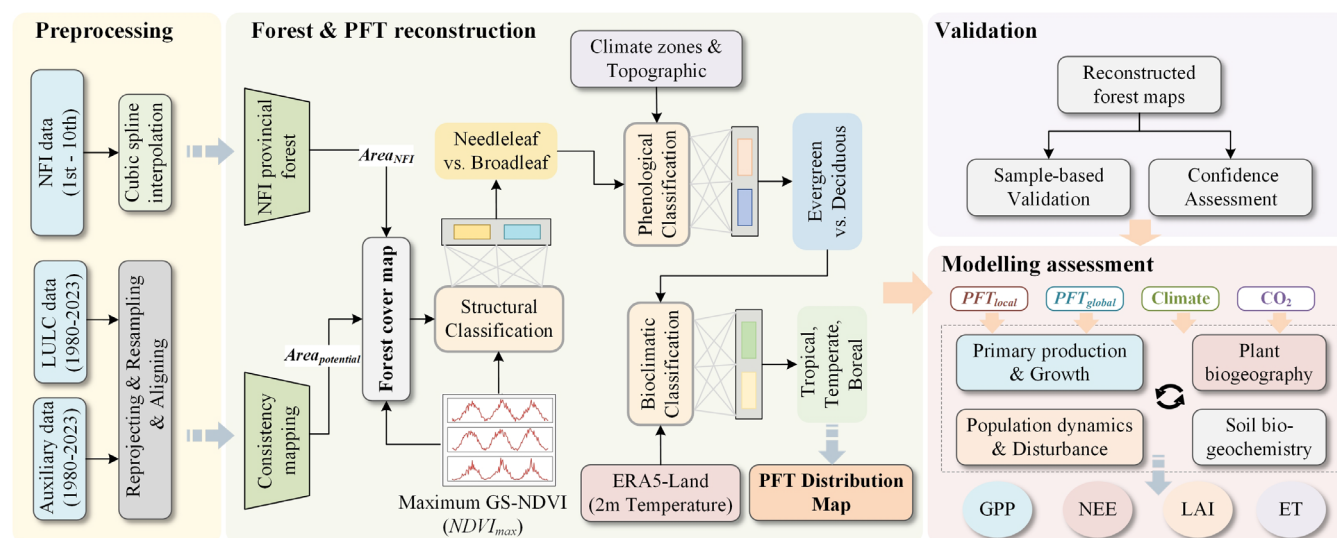 Preprocessing
NFI data
(1st - 10th)
Cubic spline
interpolation
LULC data
(1980-2023)
Auxiliary data
(1980-2023)
Reprojecting & Resampling
& Aligning
Forest & PFT reconstruction
NFI provincial
forest
Area_NFI
Consistency
mapping
Area_potential
Forest cover map
Needleleaf
vs. Broadleaf
Structural
Classification
Maximum GS-NDVI
(NDVI_max)
Climate zones &
Topographic
Phenological
Classification
Evergreen
vs. Deciduous
Bioclimatic
Classification
Tropical,
Temperate,
Boreal
ERA5-Land
(2m Temperature)
PFT Distribution
Map
Validation
Reconstructed
forest maps
Sample-based
Validation
Confidence
Assessment
Modelling assessment
PFT_local
PFT_global
Climate
CO₂
Primary production
& Growth
Plant
biogeography
Population dynamics
& Disturbance
Soil bio-
geochemistry
GPP
NEE
LAI
ET